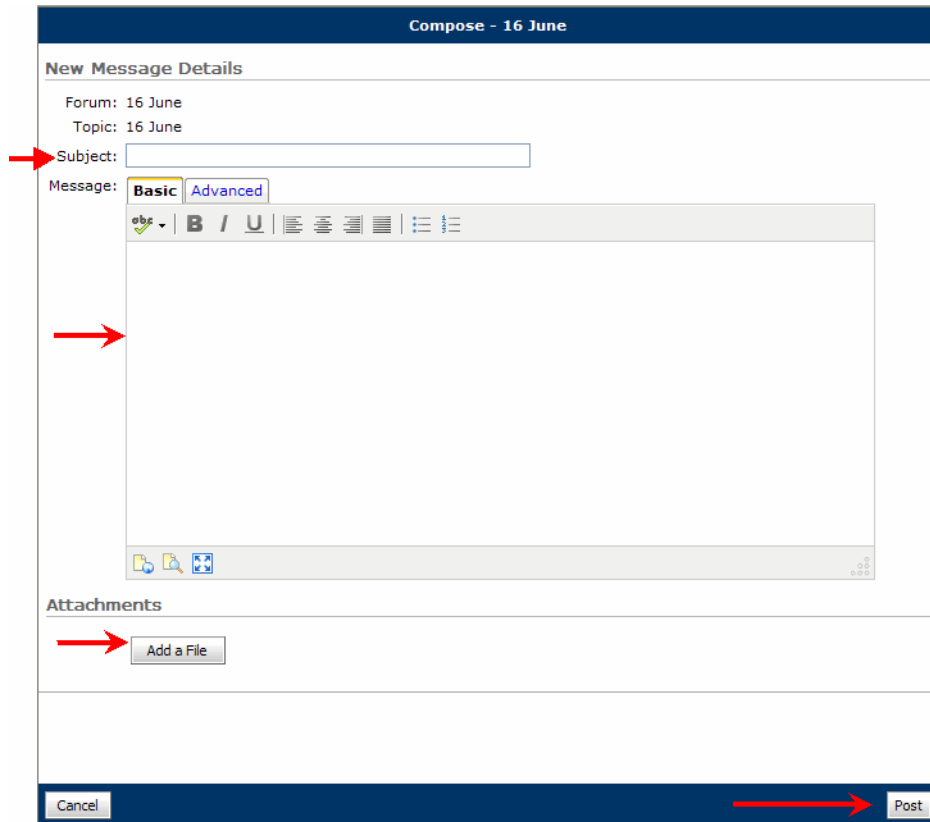 Compose - 16 June
New Message Details
Forum: 16 June
Topic: 16 June
Subject:
Message: Basic Advanced
abc B I U
Attachments
Add a File
Cancel Post